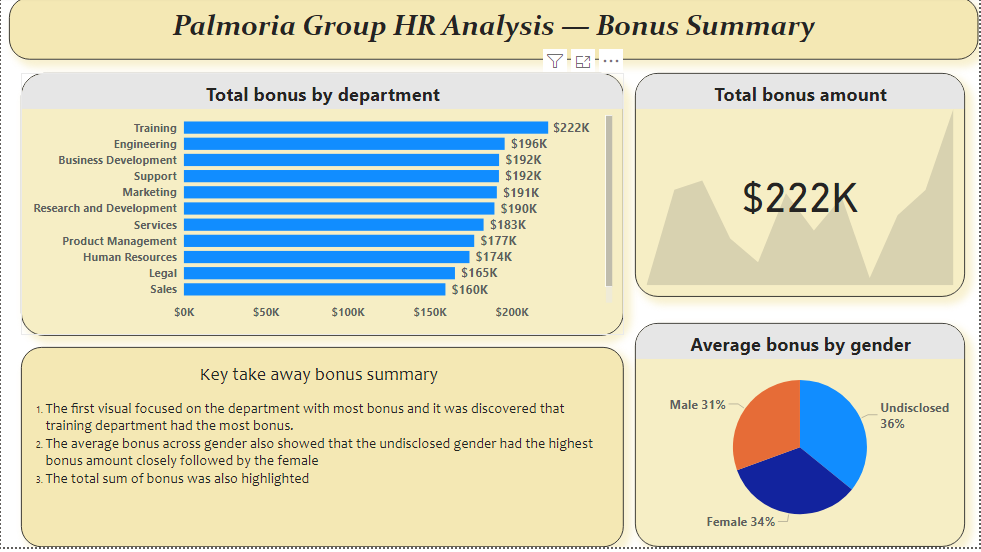 Palmoria Group HR Analysis — Bonus Summary
Total bonus by department
Training $222K
Engineering $196K
Business Development $192K
Support $192K
Marketing $191K
Research and Development $190K
Services $183K
Product Management $177K
Human Resources $174K
Legal $165K
Sales $160K
$0K $50K $100K $150K $200K
Total bonus amount
$222K
Key take away bonus summary
1. The first visual focused on the department with most bonus and it was discovered that
training department had the most bonus.
2. The average bonus across gender also showed that the undisclosed gender had the highest
bonus amount closely followed by the female
3. The total sum of bonus was also highlighted
Average bonus by gender
Male 31%
Undisclosed
36%
Female 34%